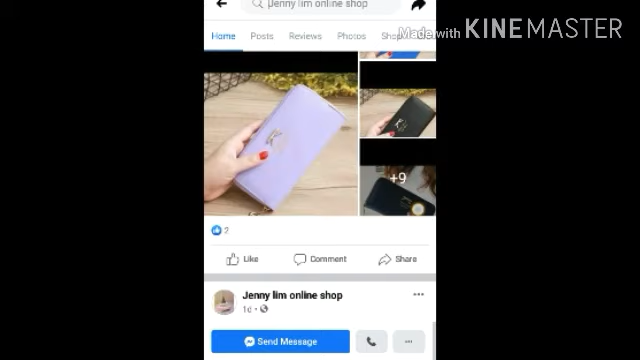 Jenny lim online shop
Made with KINEMASTER
Home Posts Reviews Photos Shop
+9
2
Like Comment Share
Jenny lim online shop
1d
Send Message